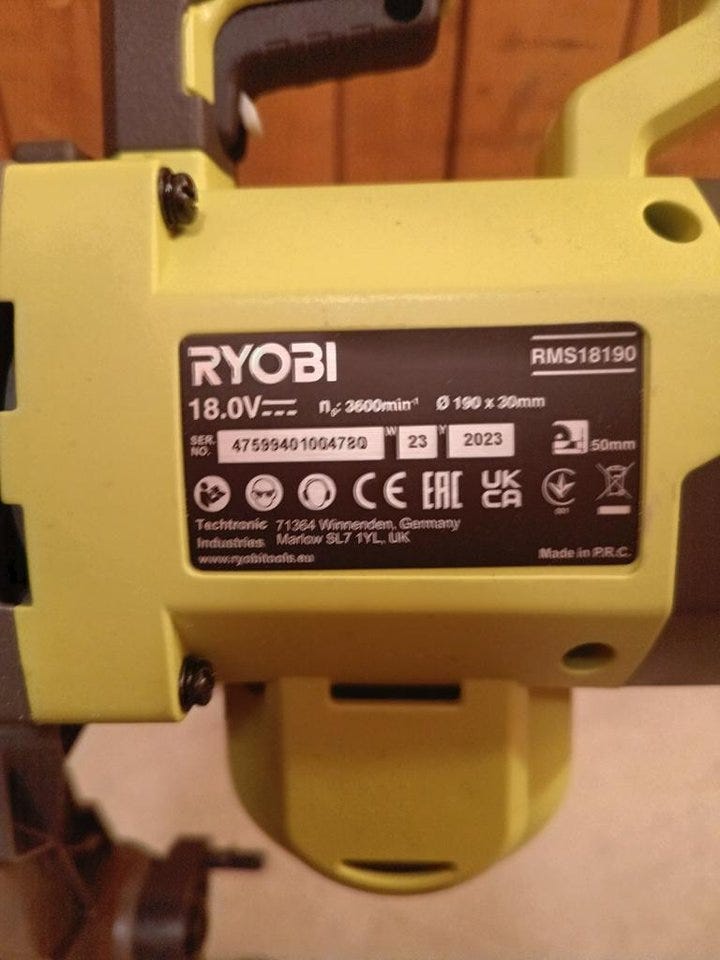 RYOBI
RMS18190
18.0V n₀: 3600min⁻¹ Ø 190 x 30mm
SER. NO. 47599401004780 W 23 Y 2023 50mm
CE EAC UK CA 001
Techtronic 71364 Winnenden, Germany
Industries Marlow SL7 1YL, UK
www.ryobitools.eu Made in P.R.C.